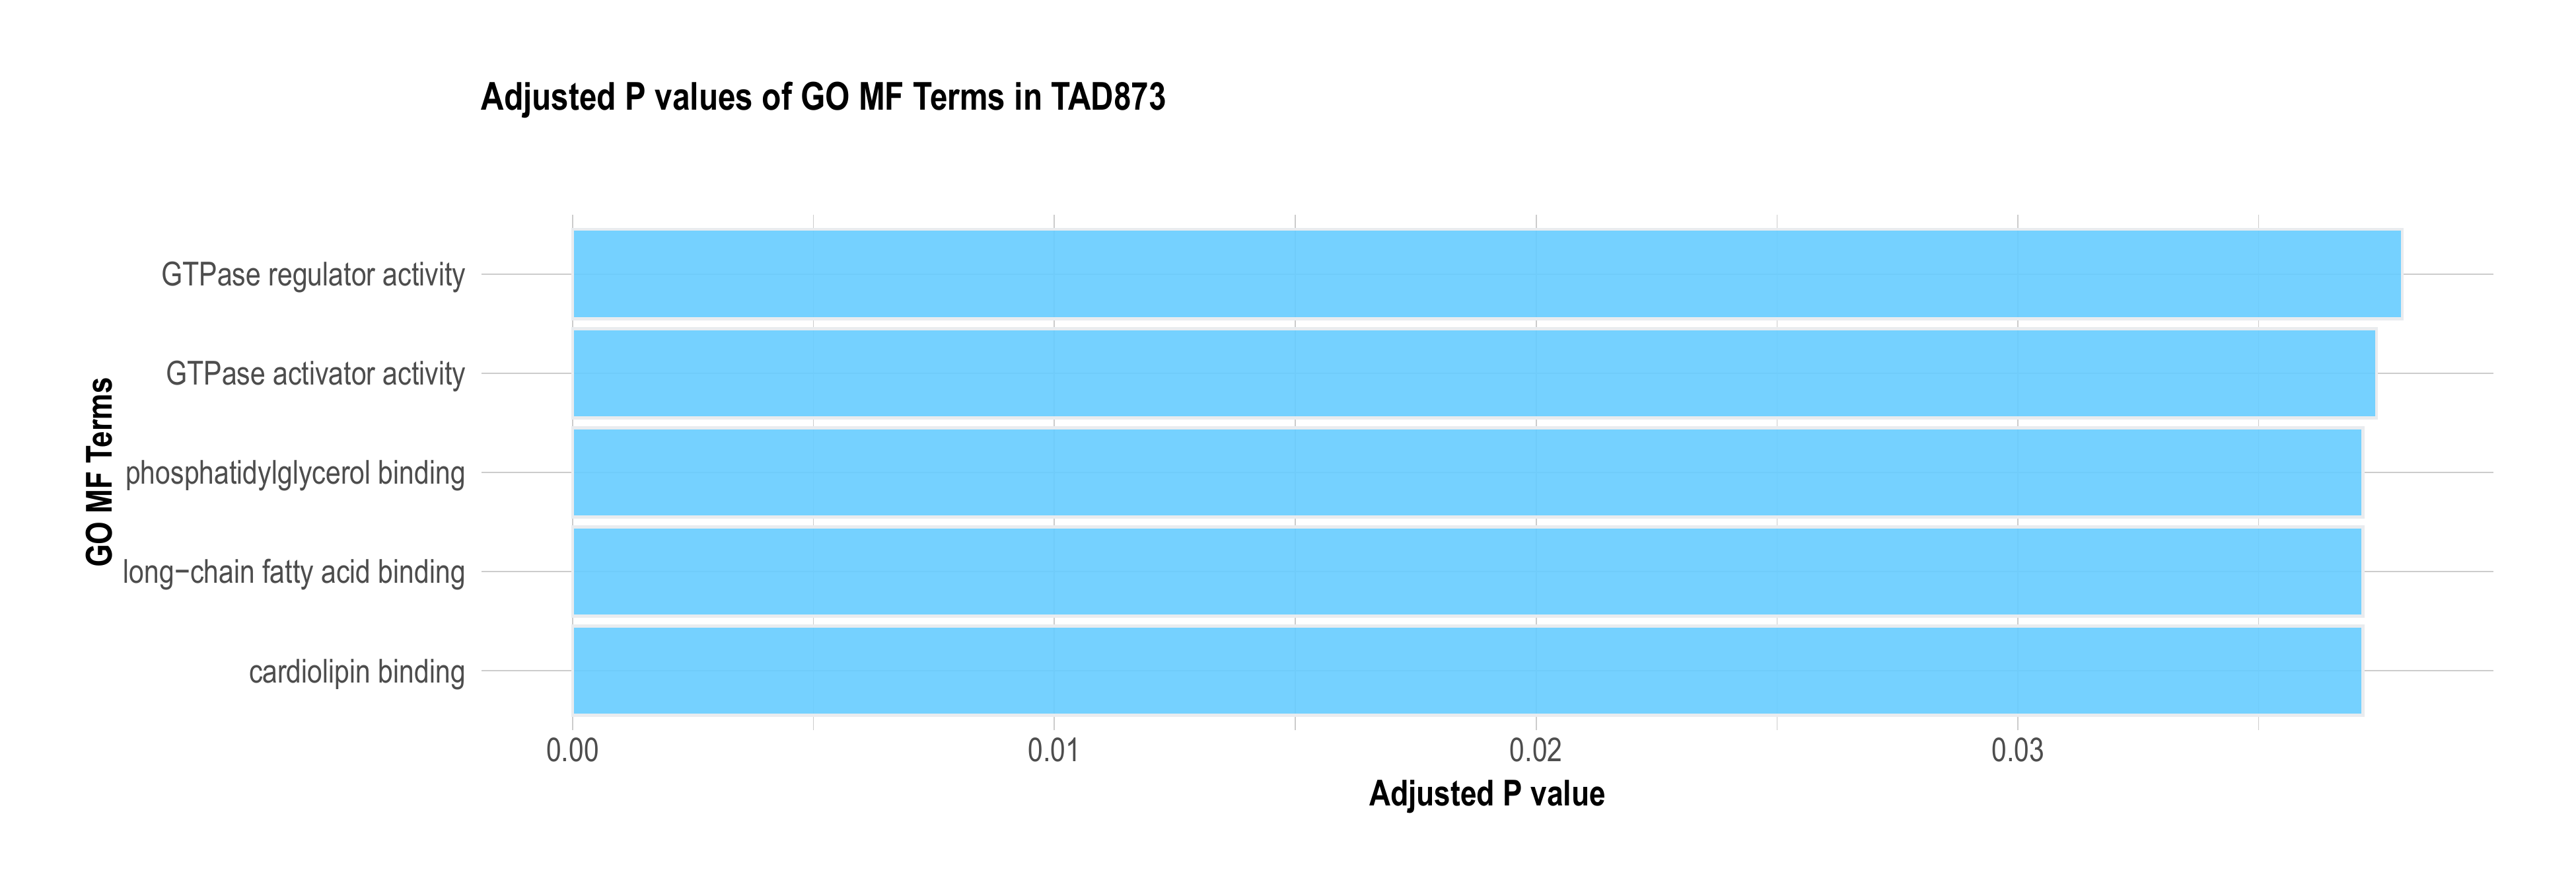 Adjusted P values of GO MF Terms in TAD873
GO MF Terms
GTPase regulator activity
GTPase activator activity
phosphatidylglycerol binding
long−chain fatty acid binding
cardiolipin binding
0.00 0.01 0.02 0.03
Adjusted P value